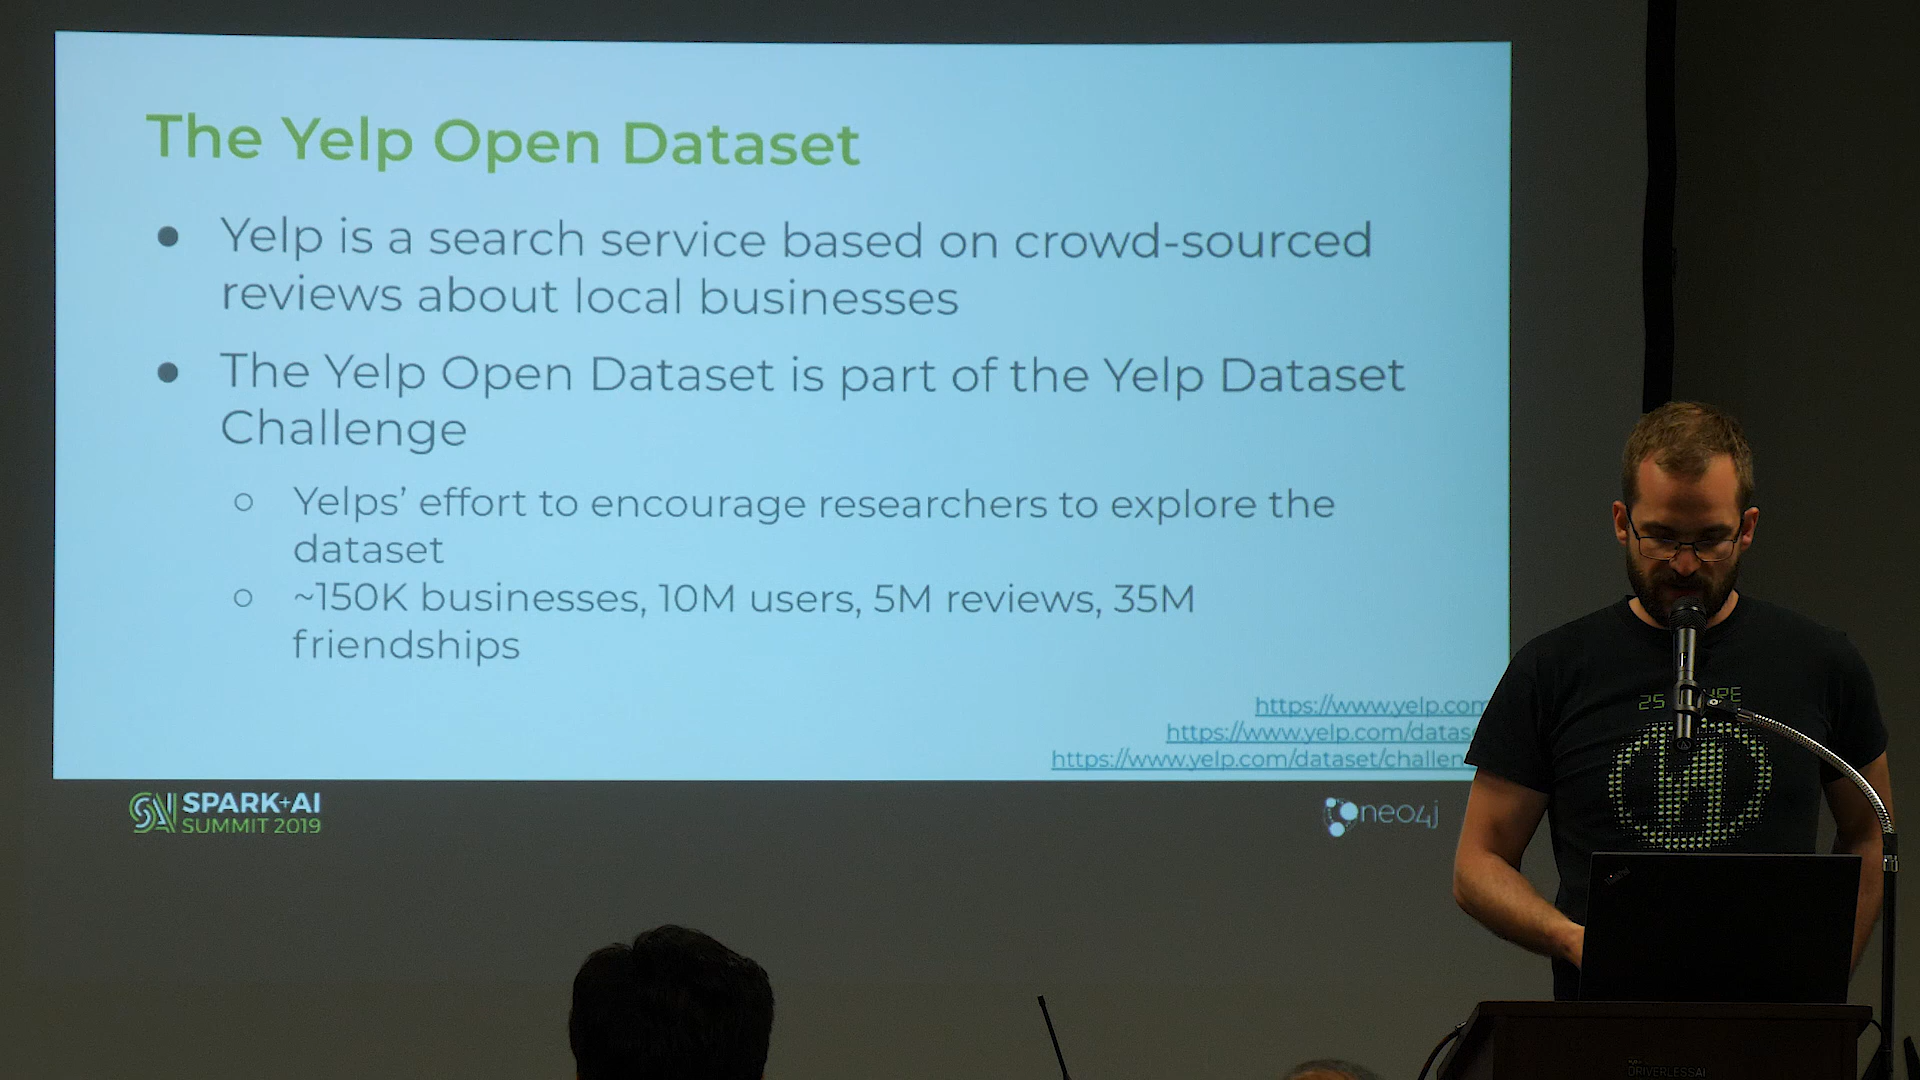 The Yelp Open Dataset
● Yelp is a search service based on crowd-sourced
reviews about local businesses
● The Yelp Open Dataset is part of the Yelp Dataset
Challenge
○ Yelps’ effort to encourage researchers to explore the
dataset
○ ~150K businesses, 10M users, 5M reviews, 35M
friendships
https://www.yelp.com
https://www.yelp.com/datas
https://www.yelp.com/dataset/challen
SPARK+AI
SUMMIT 2019
neo4j
25
ThinkPad
DRIVERLESSAI